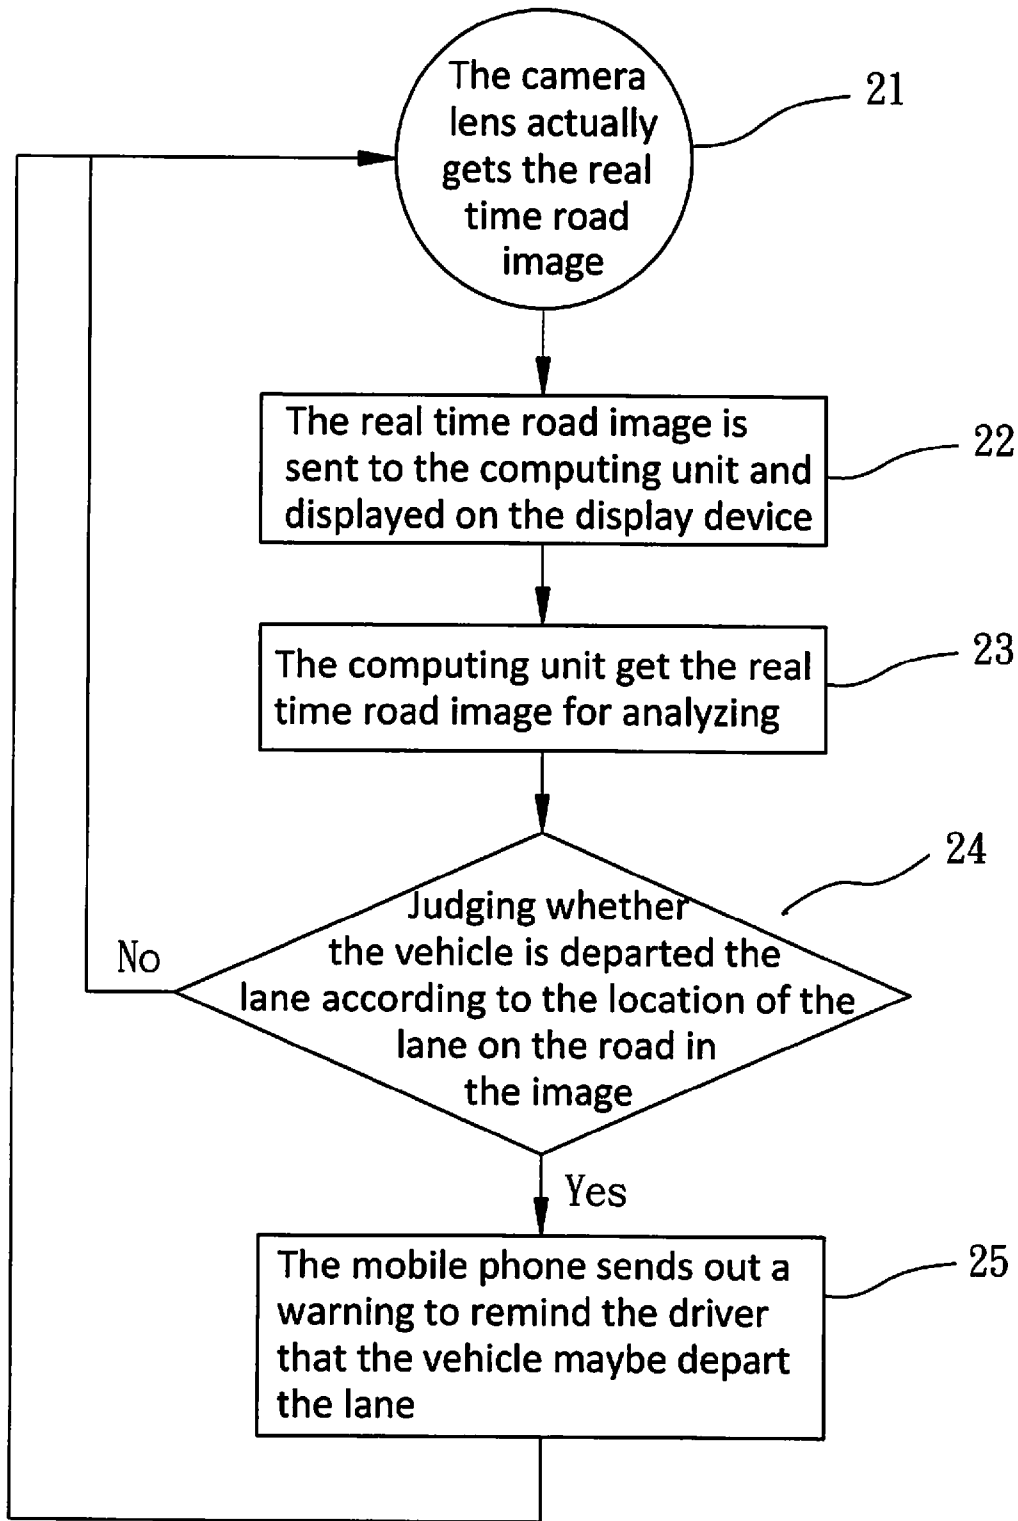 The camera
lens actually
gets the real
time road
image
21
The real time road image is
sent to the computing unit and
displayed on the display device
22
The computing unit get the real
time road image for analyzing
23
Judging whether
the vehicle is departed the
lane according to the location of the
lane on the road in
the image
24
No
Yes
The mobile phone sends out a
warning to remind the driver
that the vehicle maybe depart
the lane
25